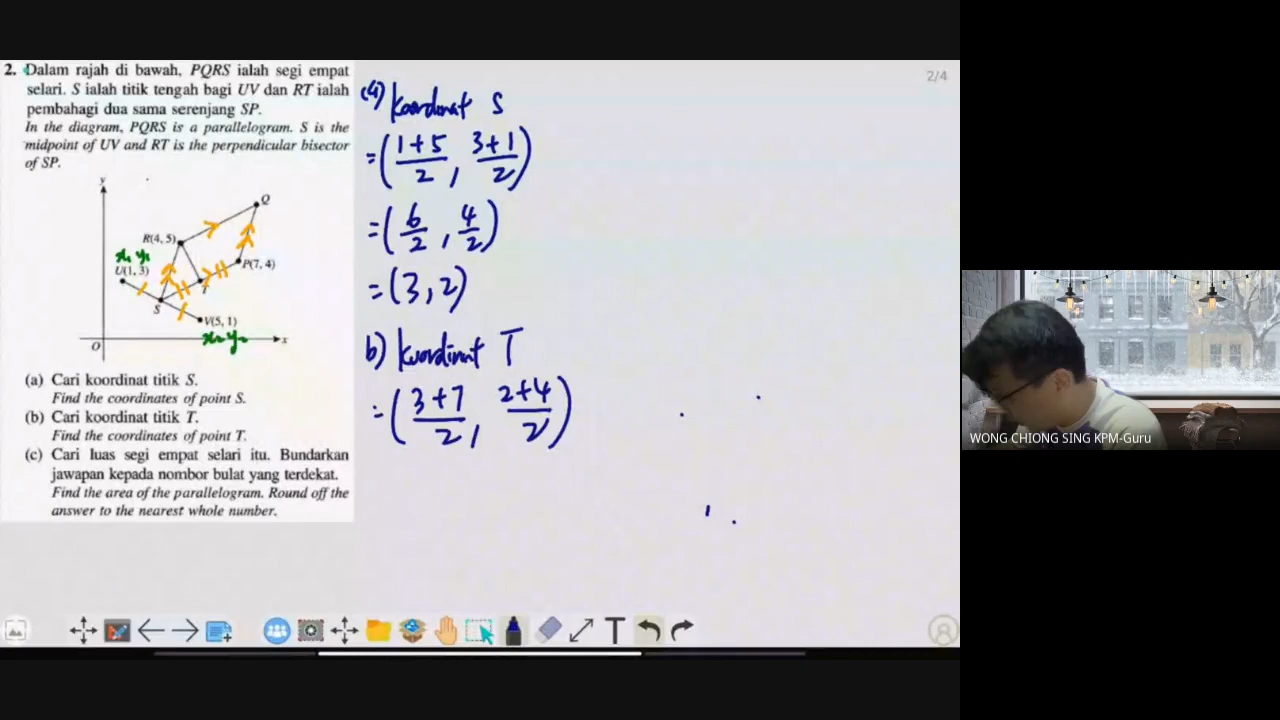 2. Dalam rajah di bawah, PQRS ialah segi empat
selari. S ialah titik tengah bagi UV dan RT ialah
pembahagi dua sama serenjang SP.
In the diagram, PQRS is a parallelogram. S is the
midpoint of UV and RT is the perpendicular bisector
of SP.
y
Q
R(4, 5)
x₁ y₁
U(1, 3)
P(7, 4)
T
S
V(5, 1)
x₂ y₂
O
x
(a) Cari koordinat titik S.
Find the coordinates of point S.
(b) Cari koordinat titik T.
Find the coordinates of point T.
(c) Cari luas segi empat selari itu. Bundarkan
jawapan kepada nombor bulat yang terdekat.
Find the area of the parallelogram. Round off the
answer to the nearest whole number.
(a) Koordinat S
= (1+5/2, 3+1/2)
= (6/2, 4/2)
= (3, 2)
b) Koordinat T
= (3+7/2, 2+4/2)
2/4
T
WONG CHIONG SING KPM-Guru